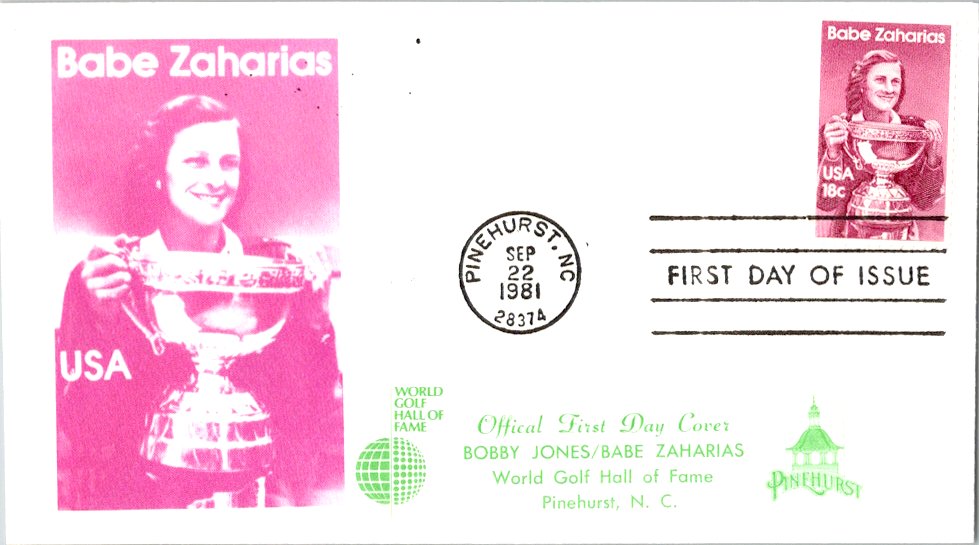 Babe Zaharias
USA
Babe Zaharias
USA
18c
PINEHURST, NC
SEP
22
1981
28374
FIRST DAY OF ISSUE
WORLD
GOLF
HALL OF
FAME
Offical First Day Cover
BOBBY JONES/BABE ZAHARIAS
World Golf Hall of Fame
Pinehurst, N. C.
PINEHURST